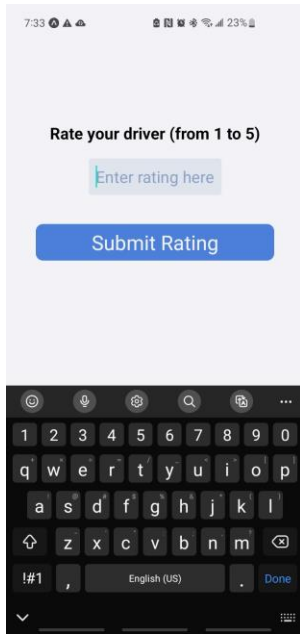 7:33 23%
Rate your driver (from 1 to 5)
Enter rating here
Submit Rating
1 2 3 4 5 6 7 8 9 0
q w e r t y u i o p
a s d f g h j k l
z x c v b n m
!#1 , English (US) . Done